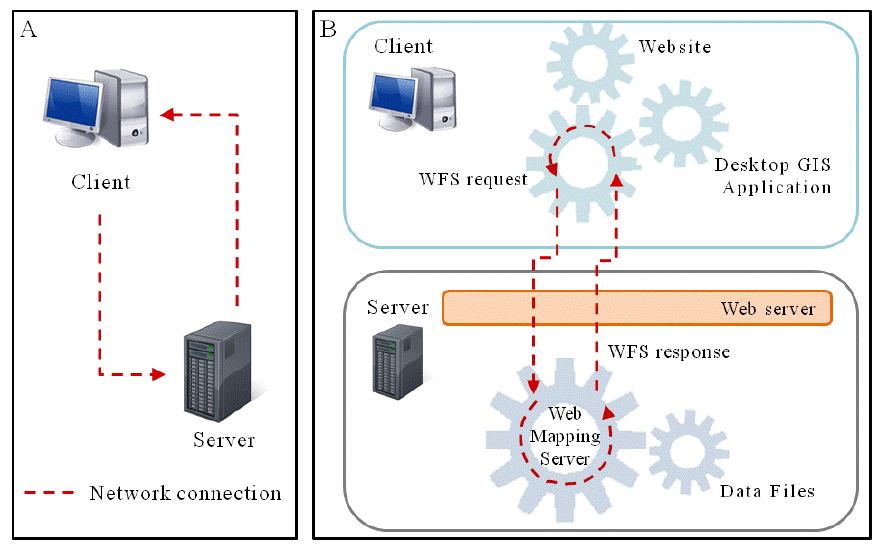 A
Client
Server
Network connection
B
Client
Website
WFS request
Desktop GIS
Application
Server
Web server
WFS response
Web
Mapping
Server
Data Files